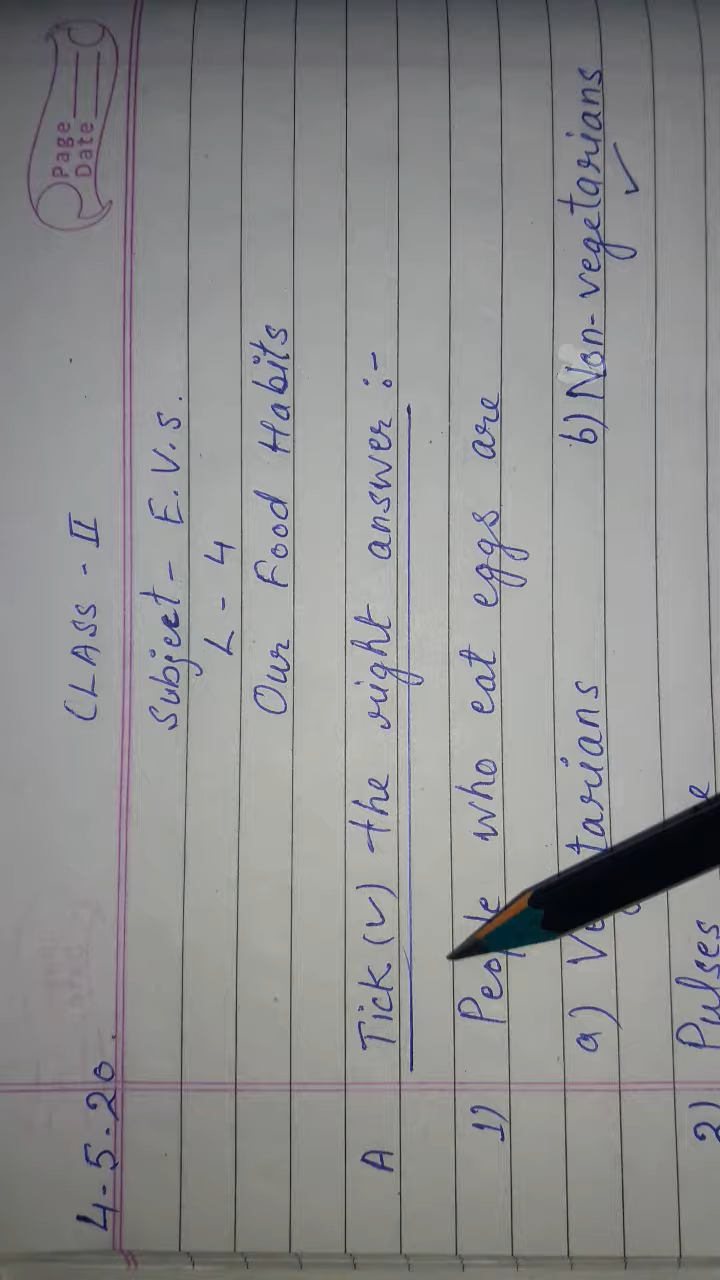 Page
Date
CLASS - II
4-5-20.
Subject - E.V.S.
L - 4
Our Food Habits
A Tick (✓) the right answer :-
1) People who eat eggs are
a) Vegetarians b) Non-vegetarians ✓
2) Pulses